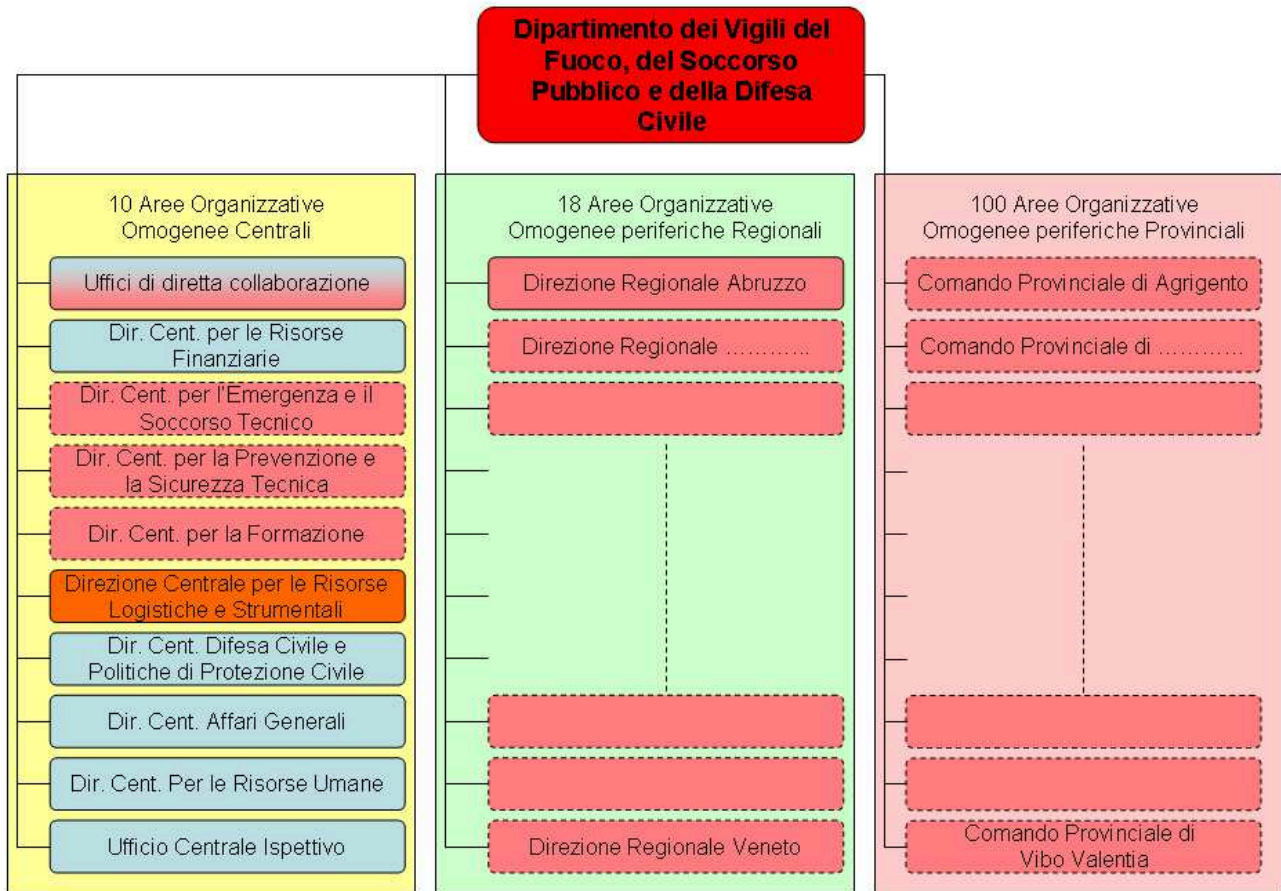 Dipartimento dei Vigili del
Fuoco, del Soccorso
Pubblico e della Difesa
Civile
10 Aree Organizzative
Omogenee Centrali
Uffici di diretta collaborazione
Dir. Cent. per le Risorse
Finanziarie
Dir. Cent. per l'Emergenza e il
Soccorso Tecnico
Dir. Cent. per la Prevenzione e
la Sicurezza Tecnica
Dir. Cent. per la Formazione
Direzione Centrale per le Risorse
Logistiche e Strumentali
Dir. Cent. Difesa Civile e
Politiche di Protezione Civile
Dir. Cent. Affari Generali
Dir. Cent. Per le Risorse Umane
Ufficio Centrale Ispettivo
18 Aree Organizzative
Omogenee periferiche Regionali
Direzione Regionale Abruzzo
Direzione Regionale …………
Direzione Regionale Veneto
100 Aree Organizzative
Omogenee periferiche Provinciali
Comando Provinciale di Agrigento
Comando Provinciale di …………
Comando Provinciale di
Vibo Valentia